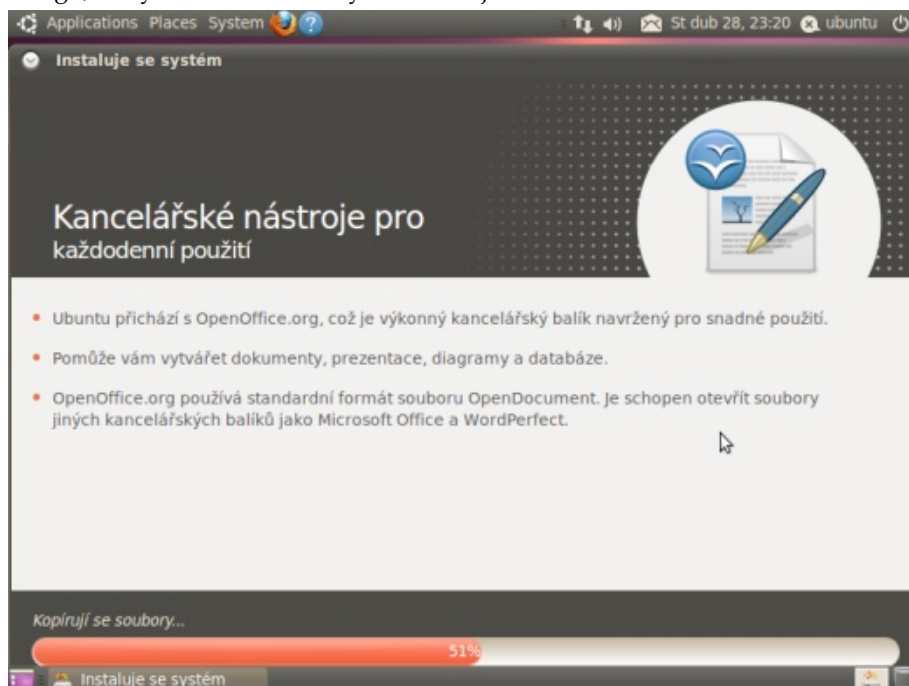 Applications Places System
St dub 28, 23:20 ubuntu
Instaluje se systém
Kancelářské nástroje pro
každodenní použití
Ubuntu přichází s OpenOffice.org, což je výkonný kancelářský balík navržený pro snadné použití.
Pomůže vám vytvářet dokumenty, prezentace, diagramy a databáze.
OpenOffice.org používá standardní formát souboru OpenDocument. Je schopen otevřít soubory
jiných kancelářských balíků jako Microsoft Office a WordPerfect.
Kopírují se soubory...
51%
Instaluje se systém